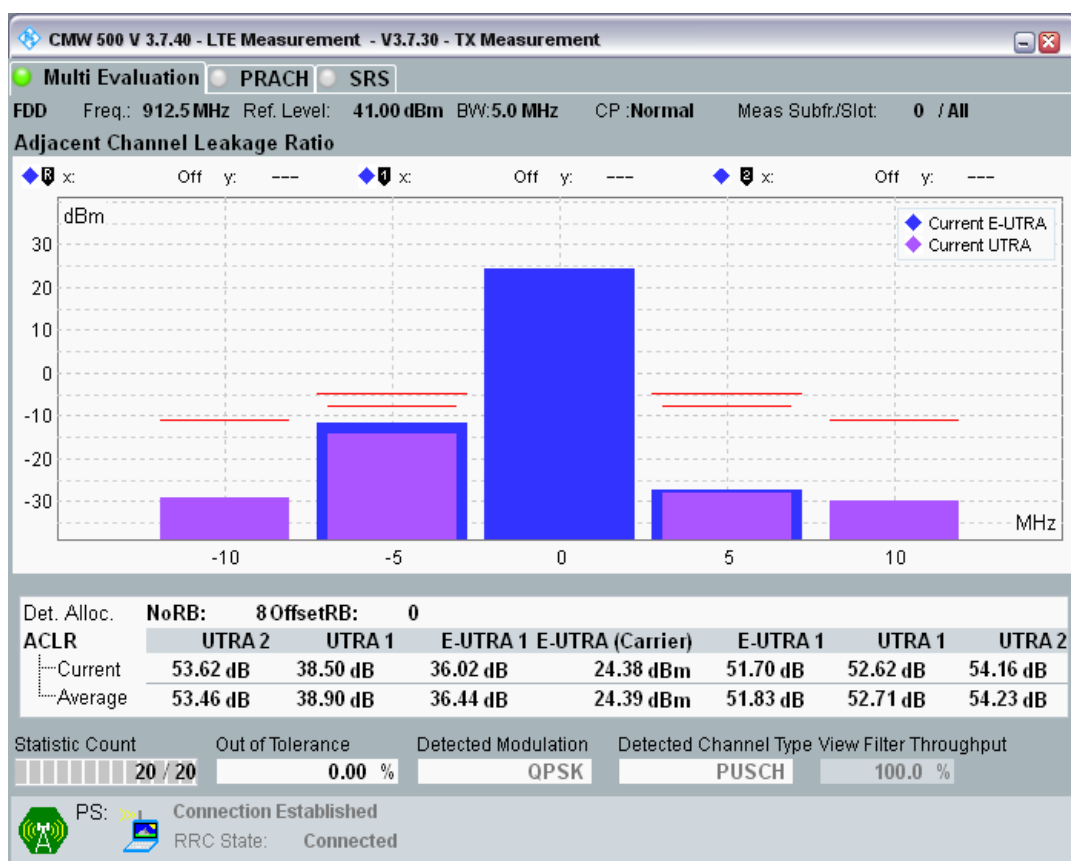 CMW 500 V 3.7.40 - LTE Measurement - V3.7.30 - TX Measurement
Multi Evaluation PRACH SRS
FDD Freq.: 912.5 MHz Ref. Level: 41.00 dBm BW:5.0 MHz CP :Normal Meas Subfr./Slot: 0 / All
Adjacent Channel Leakage Ratio
R x: Off y: --- 1 x: Off y: --- 2 x: Off y: ---
dBm
Current E-UTRA
Current UTRA
30
20
10
0
-10
-20
-30
MHz
-10 -5 0 5 10
Det. Alloc. NoRB: 8 OffsetRB: 0
ACLR UTRA 2 UTRA 1 E-UTRA 1 E-UTRA (Carrier) E-UTRA 1 UTRA 1 UTRA 2
Current 53.62 dB 38.50 dB 36.02 dB 24.38 dBm 51.70 dB 52.62 dB 54.16 dB
Average 53.46 dB 38.90 dB 36.44 dB 24.39 dBm 51.83 dB 52.71 dB 54.23 dB
Statistic Count Out of Tolerance Detected Modulation Detected Channel Type View Filter Throughput
20 / 20 0.00 % QPSK PUSCH 100.0 %
PS: Connection Established
RRC State: Connected